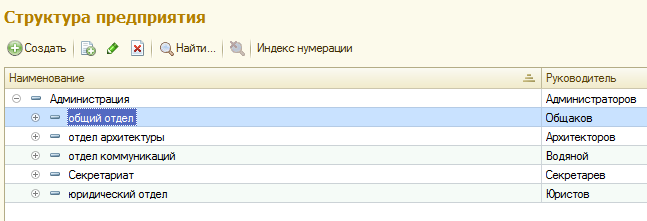 Структура предприятия
Создать Найти... Индекс нумерации
Наименование Руководитель
Администрация Администраторов
общий отдел Общаков
отдел архитектуры Архитекторов
отдел коммуникаций Водяной
Секретариат Секретарев
юридический отдел Юристов